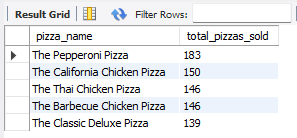 Result Grid Filter Rows:
pizza_name total_pizzas_sold
The Pepperoni Pizza 183
The California Chicken Pizza 150
The Thai Chicken Pizza 146
The Barbecue Chicken Pizza 146
The Classic Deluxe Pizza 139